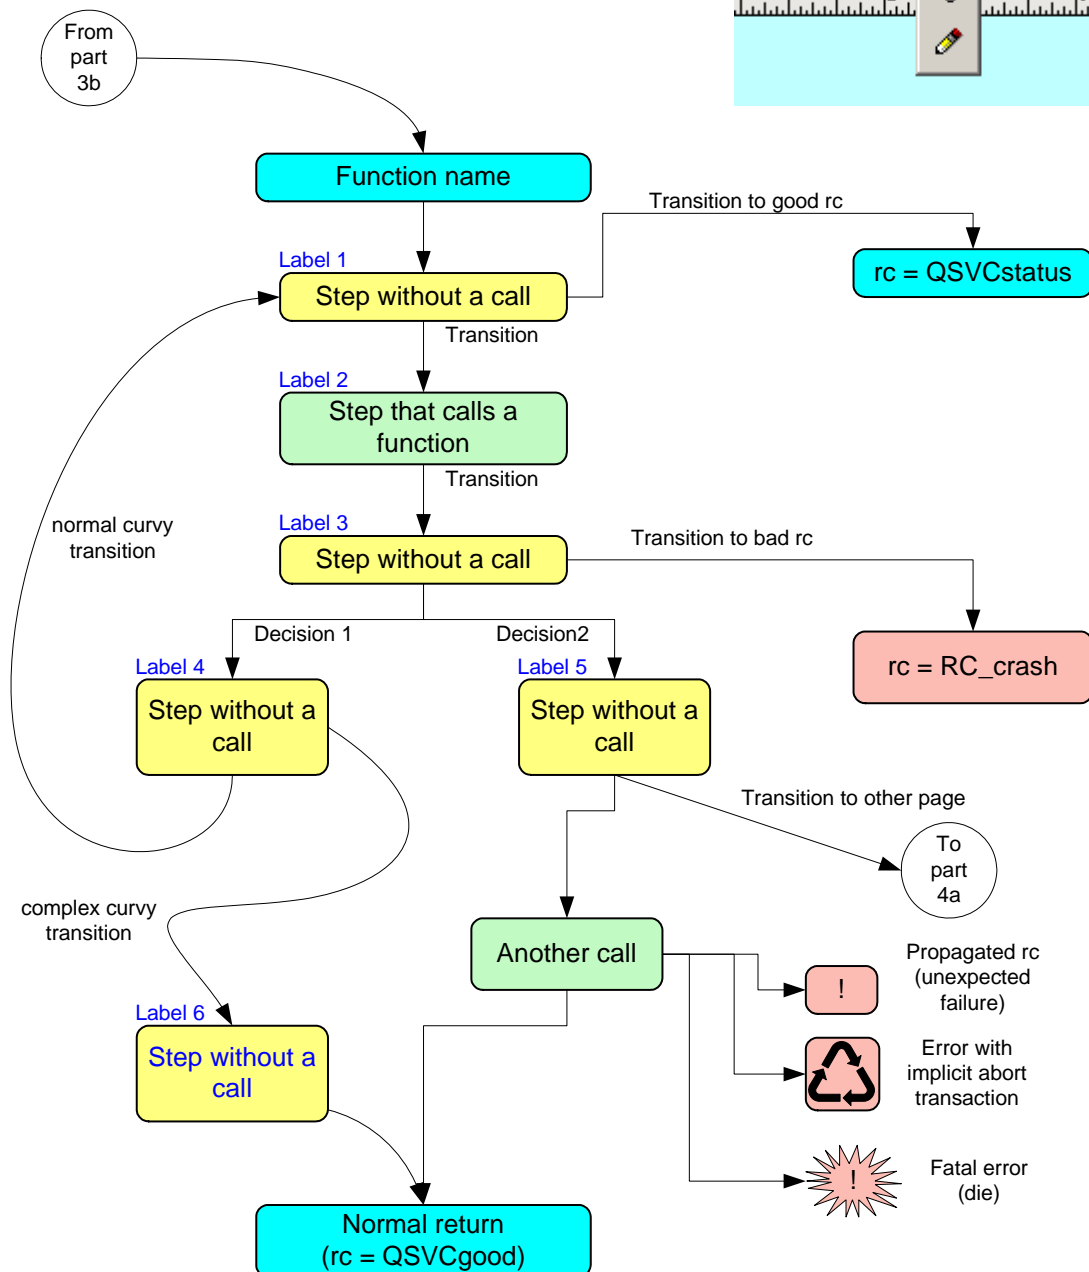 From
part
3b
Function name
Transition to good rc
Label 1
Step without a call
rc = QSVCstatus
Transition
Label 2
Step that calls a
function
Transition
normal curvy
transition
Label 3
Step without a call
Transition to bad rc
Decision 1
Decision2
Label 4
Step without a
call
Label 5
Step without a
call
rc = RC_crash
Transition to other page
To
part
4a
complex curvy
transition
Another call
Propagated rc
(unexpected
failure)
!
Label 6
Step without a
call
Error with
implicit abort
transaction
Fatal error
(die)
!
Normal return
(rc = QSVCgood)